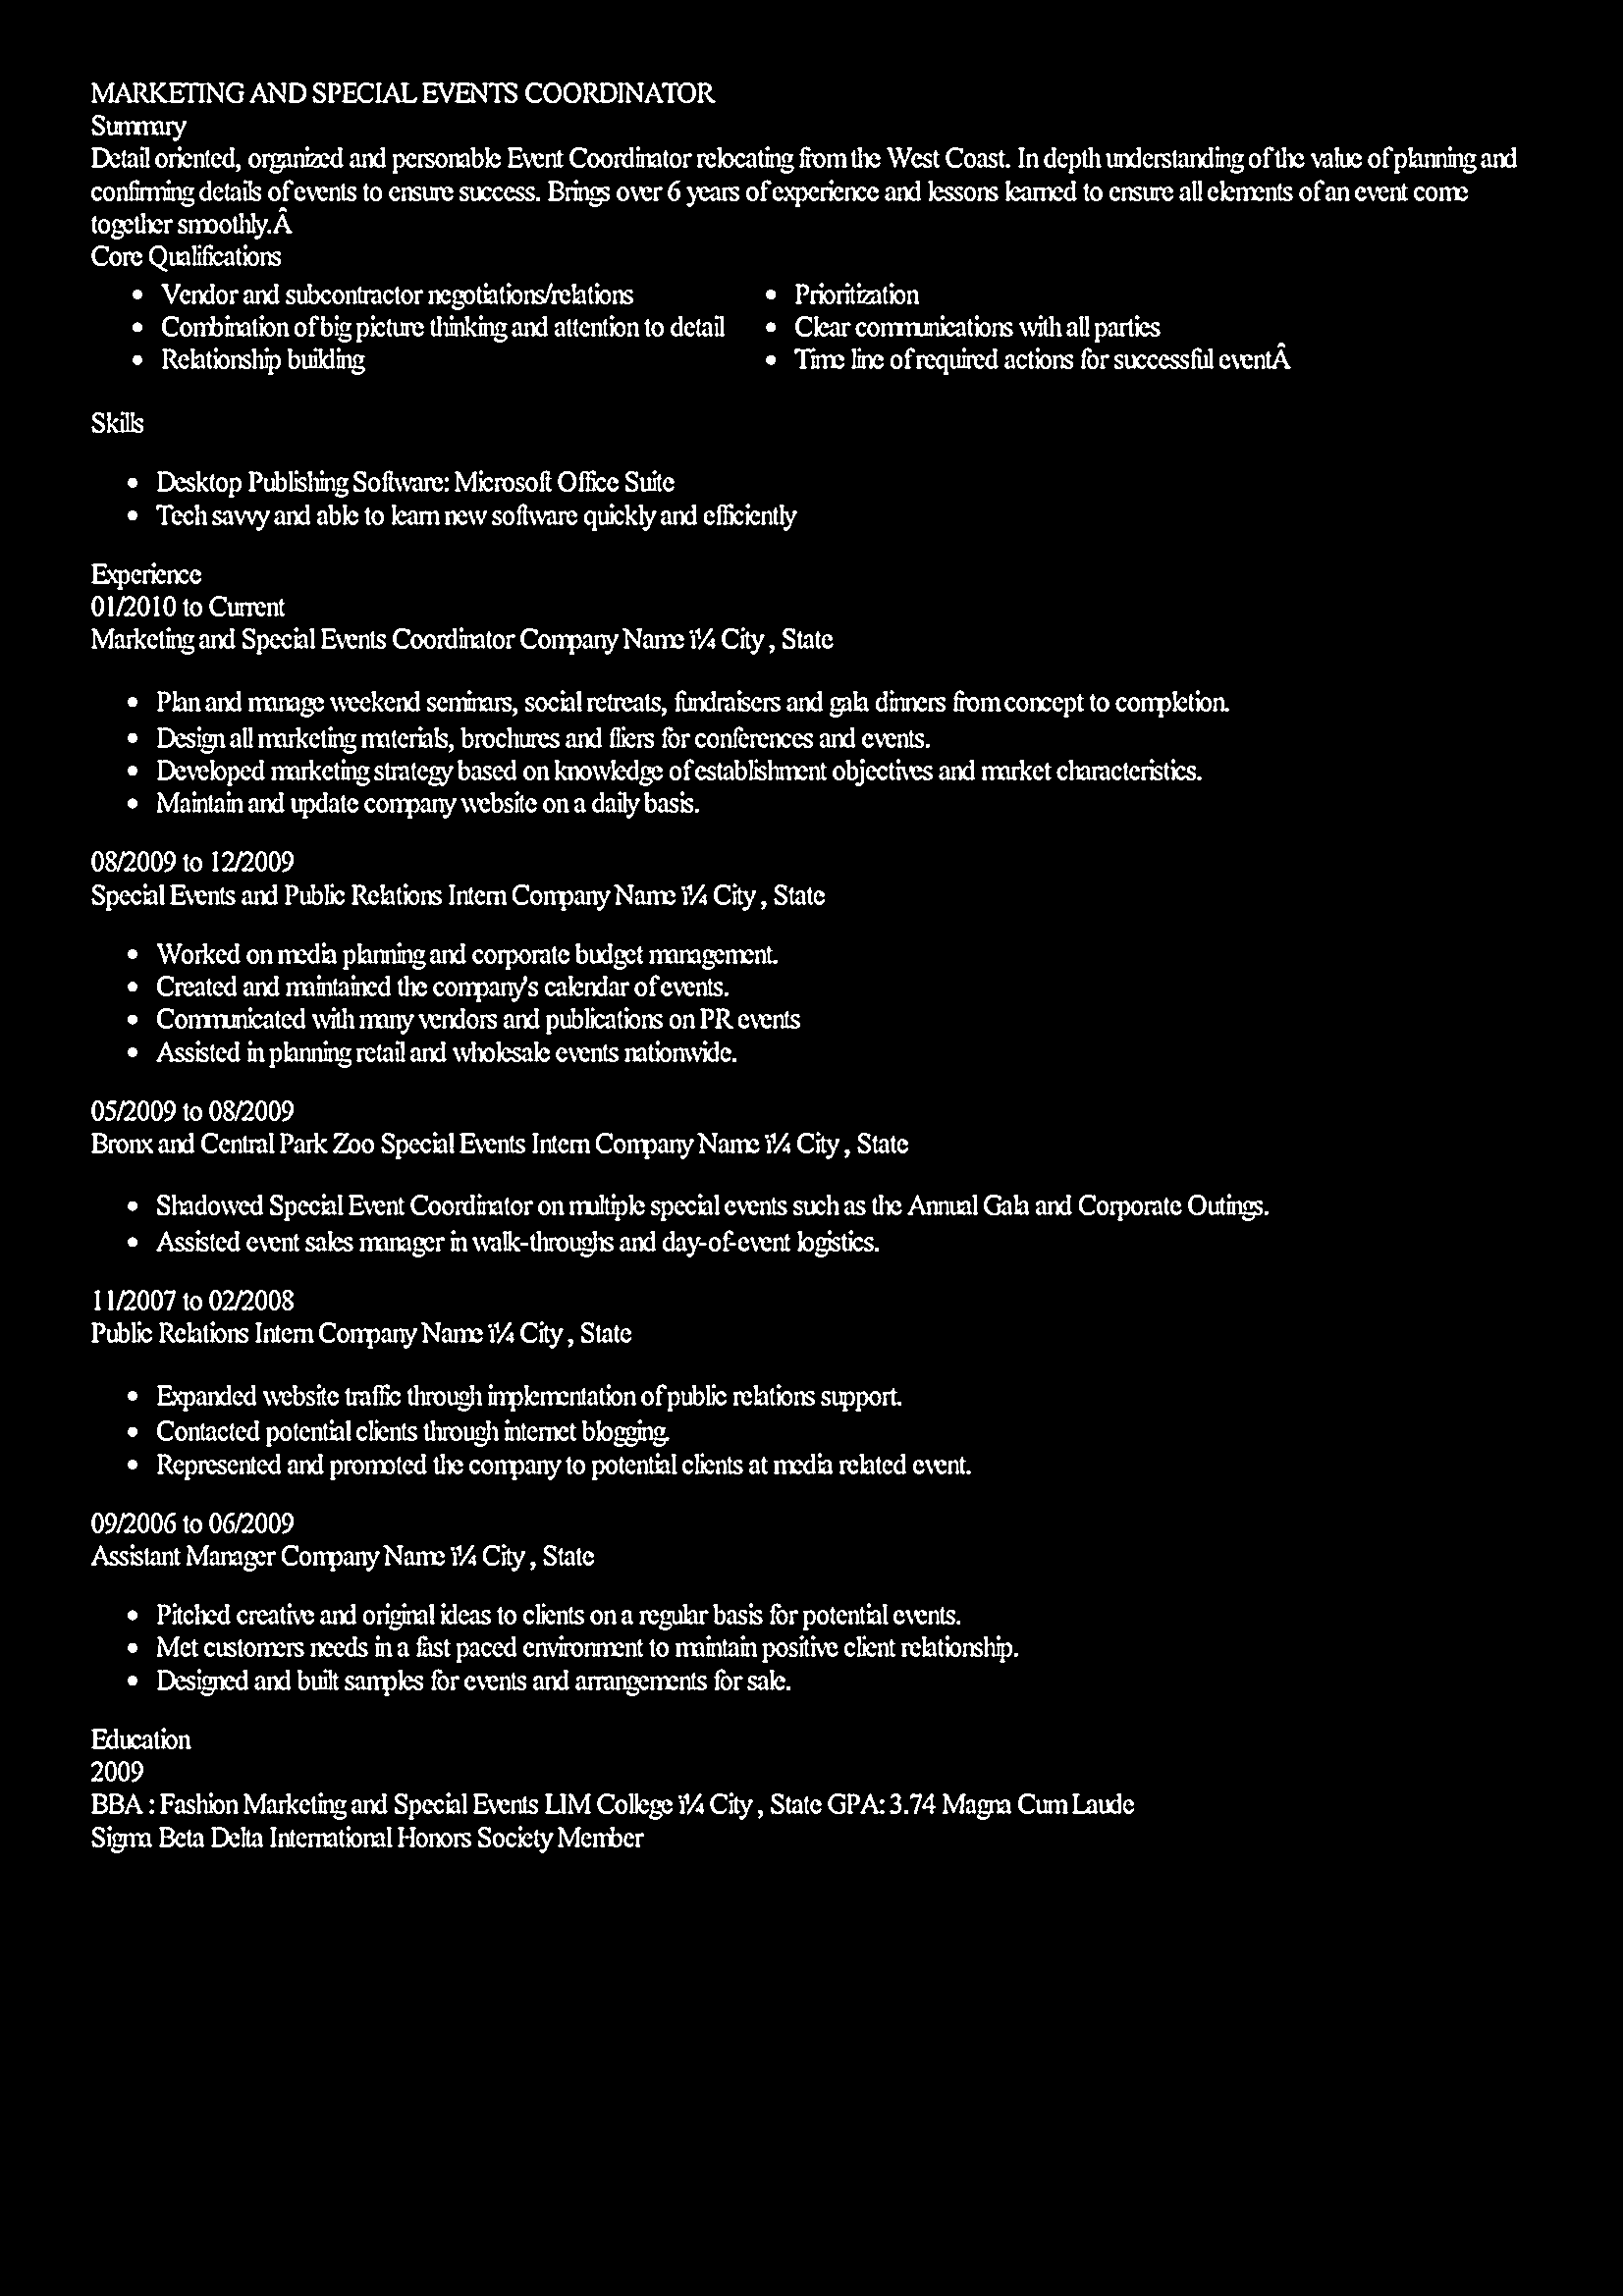 MARKETING AND SPECIAL EVENTS COORDINATOR
Summary
Detail oriented, organized and personable Event Coordinator relocating from the West Coast. In depth understanding of the value of planning and
confirming details of events to ensure success. Brings over 6 years of experience and lessons learned to ensure all elements of an event come
together smoothly.Â
Core Qualifications
• Vendor and subcontractor negotiations/relations
• Combination of big picture thinking and attention to detail
• Relationship building
• Prioritization
• Clear communications with all parties
• Time line of required actions for successful eventÂ
Skills
• Desktop Publishing Software: Microsoft Office Suite
• Tech savvy and able to learn new software quickly and efficiently
Experience
01/2010 to Current
Marketing and Special Events Coordinator Company Name ï¼ City , State
• Plan and manage weekend seminars, social retreats, fundraisers and gala dinners from concept to completion.
• Design all marketing materials, brochures and fliers for conferences and events.
• Developed marketing strategy based on knowledge of establishment objectives and market characteristics.
• Maintain and update company website on a daily basis.
08/2009 to 12/2009
Special Events and Public Relations Intern Company Name ï¼ City , State
• Worked on media planning and corporate budget management.
• Created and maintained the company's calendar of events.
• Communicated with many vendors and publications on PR events
• Assisted in planning retail and wholesale events nationwide.
05/2009 to 08/2009
Bronx and Central Park Zoo Special Events Intern Company Name ï¼ City , State
• Shadowed Special Event Coordinator on multiple special events such as the Annual Gala and Corporate Outings.
• Assisted event sales manager in walk-throughs and day-of-event logistics.
11/2007 to 02/2008
Public Relations Intern Company Name ï¼ City , State
• Expanded website traffic through implementation of public relations support.
• Contacted potential clients through internet blogging.
• Represented and promoted the company to potential clients at media related event.
09/2006 to 06/2009
Assistant Manager Company Name ï¼ City , State
• Pitched creative and original ideas to clients on a regular basis for potential events.
• Met customers needs in a fast paced environment to maintain positive client relationship.
• Designed and built samples for events and arrangements for sale.
Education
2009
BBA : Fashion Marketing and Special Events LIM College ï¼ City , State GPA: 3.74 Magna Cum Laude
Sigma Beta Delta International Honors Society Member